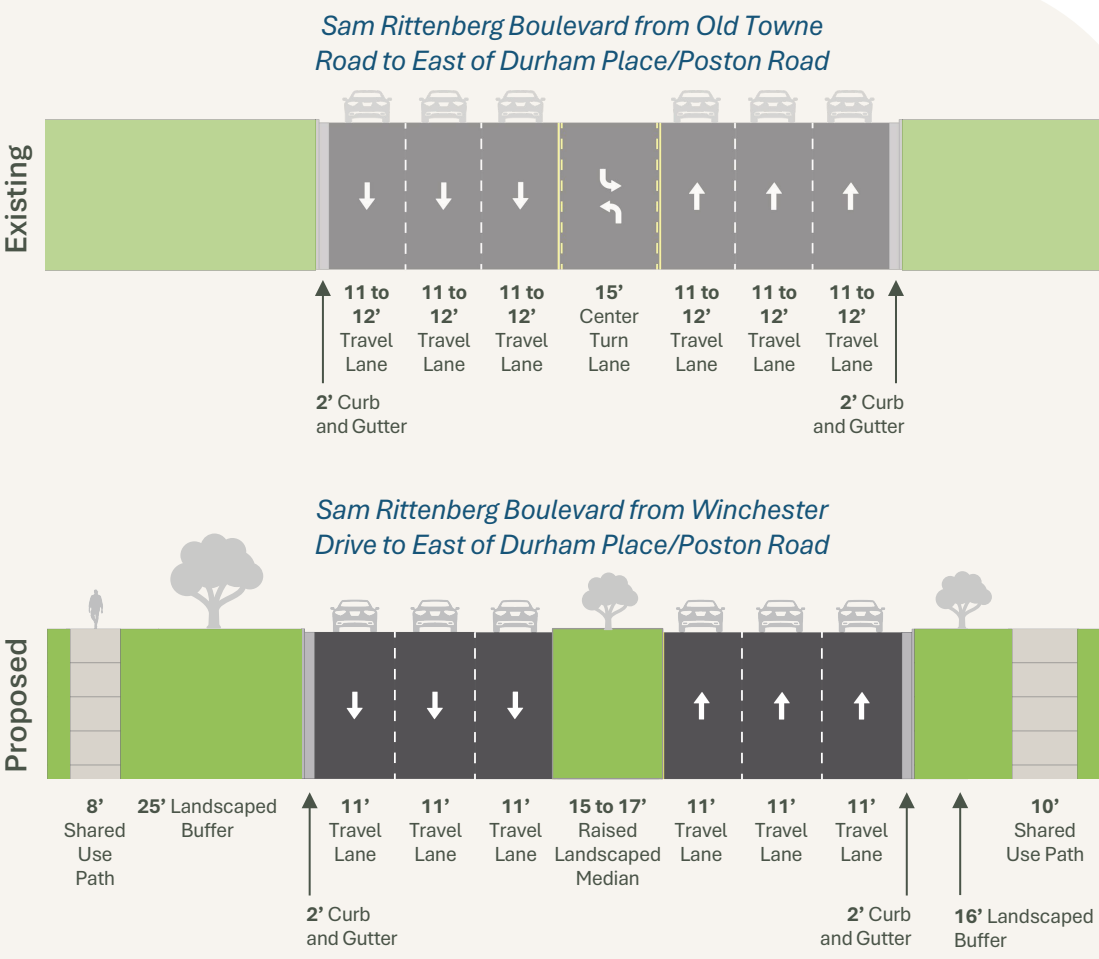 Sam Rittenberg Boulevard from Old Towne
Road to East of Durham Place/Poston Road
Existing
11 to
12’
Travel
Lane
11 to
12’
Travel
Lane
11 to
12’
Travel
Lane
15’
Center
Turn
Lane
11 to
12’
Travel
Lane
11 to
12’
Travel
Lane
11 to
12’
Travel
Lane
2’ Curb
and Gutter
2’ Curb
and Gutter
Sam Rittenberg Boulevard from Winchester
Drive to East of Durham Place/Poston Road
Proposed
8’
Shared
Use
Path
25’ Landscaped
Buffer
11’
Travel
Lane
11’
Travel
Lane
11’
Travel
Lane
15 to 17’
Raised
Landscaped
Median
11’
Travel
Lane
11’
Travel
Lane
11’
Travel
Lane
10’
Shared
Use Path
2’ Curb
and Gutter
2’ Curb
and Gutter
16’ Landscaped
Buffer